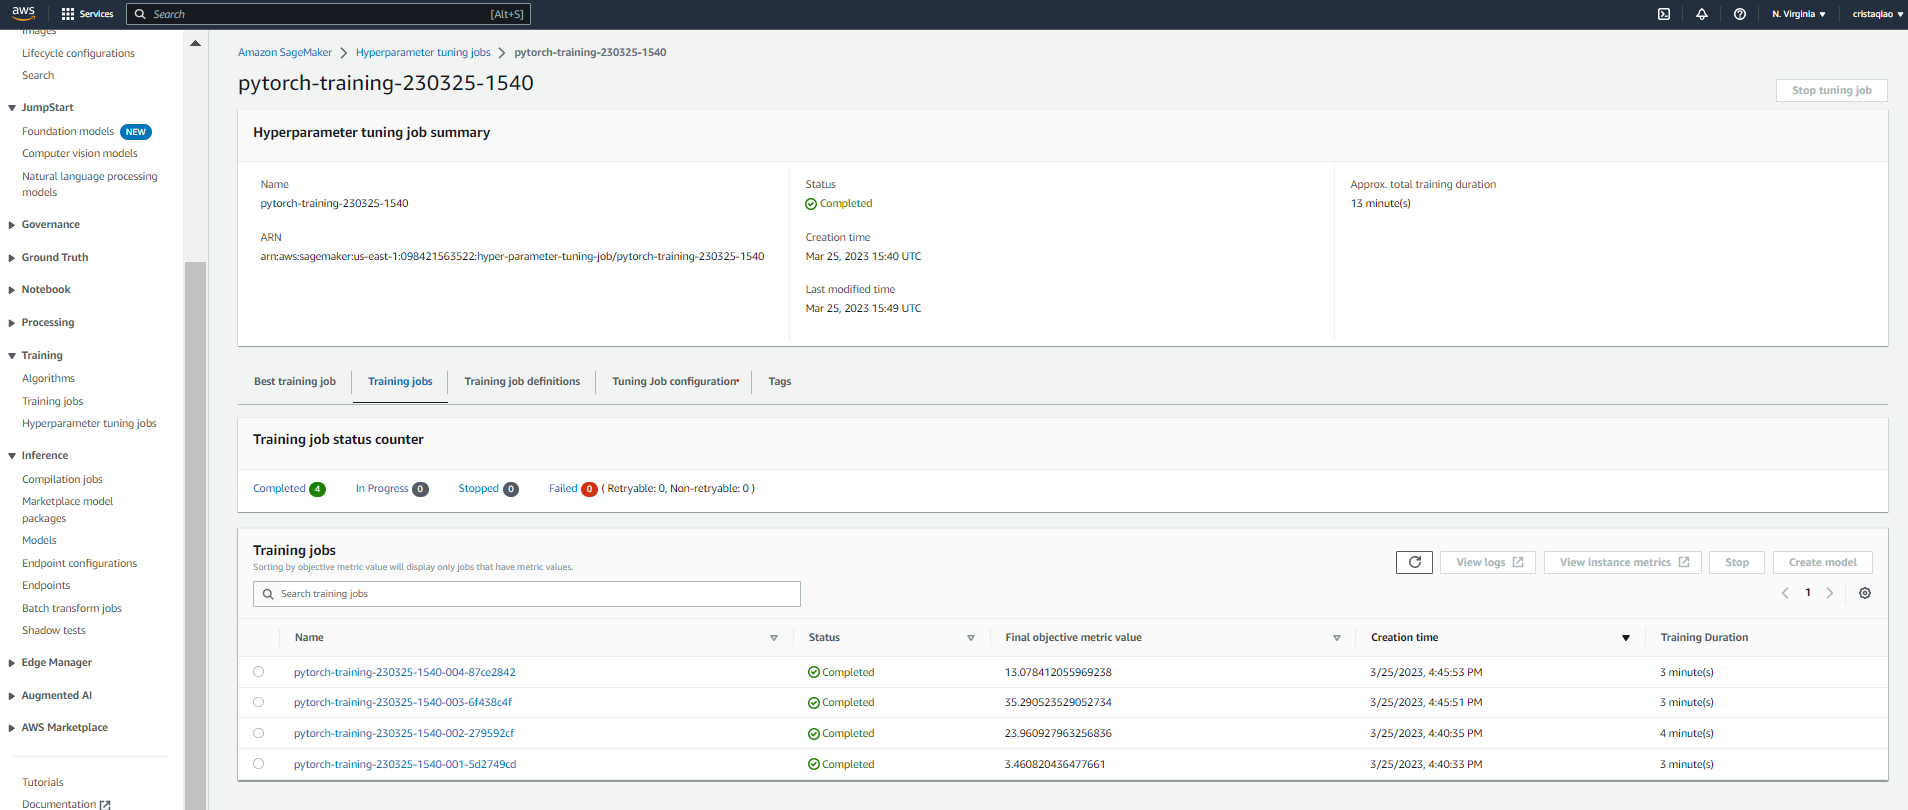 aws Services Search [Alt+S] N. Virginia cristaqiao
Images
Lifecycle configurations
Search
JumpStart
Foundation models NEW
Computer vision models
Natural language processing
models
Governance
Ground Truth
Notebook
Processing
Training
Algorithms
Training jobs
Hyperparameter tuning jobs
Inference
Compilation jobs
Marketplace model
packages
Models
Endpoint configurations
Endpoints
Batch transform jobs
Shadow tests
Edge Manager
Augmented AI
AWS Marketplace
Tutorials
Documentation
Amazon SageMaker > Hyperparameter tuning jobs > pytorch-training-230325-1540
pytorch-training-230325-1540
Stop tuning job
Hyperparameter tuning job summary
Name
pytorch-training-230325-1540
ARN
arn:aws:sagemaker:us-east-1:098421563522:hyper-parameter-tuning-job/pytorch-training-230325-1540
Status
Completed
Creation time
Mar 25, 2023 15:40 UTC
Last modified time
Mar 25, 2023 15:49 UTC
Approx. total training duration
13 minute(s)
Best training job Training jobs Training job definitions Tuning Job configuration* Tags
Training job status counter
Completed 4 In Progress 0 Stopped 0 Failed 0 ( Retryable: 0, Non-retryable: 0 )
Training jobs
Sorting by objective metric value will display only jobs that have metric values.
View logs View instance metrics Stop Create model
Search training jobs
< 1 >
Name Status Final objective metric value Creation time Training Duration
pytorch-training-230325-1540-004-87ce2842 Completed 13.078412055969238 3/25/2023, 4:45:53 PM 3 minute(s)
pytorch-training-230325-1540-003-6f438c4f Completed 35.290523529052734 3/25/2023, 4:45:51 PM 3 minute(s)
pytorch-training-230325-1540-002-279592cf Completed 23.960927963256836 3/25/2023, 4:40:35 PM 4 minute(s)
pytorch-training-230325-1540-001-5d2749cd Completed 3.460820436477661 3/25/2023, 4:40:33 PM 3 minute(s)